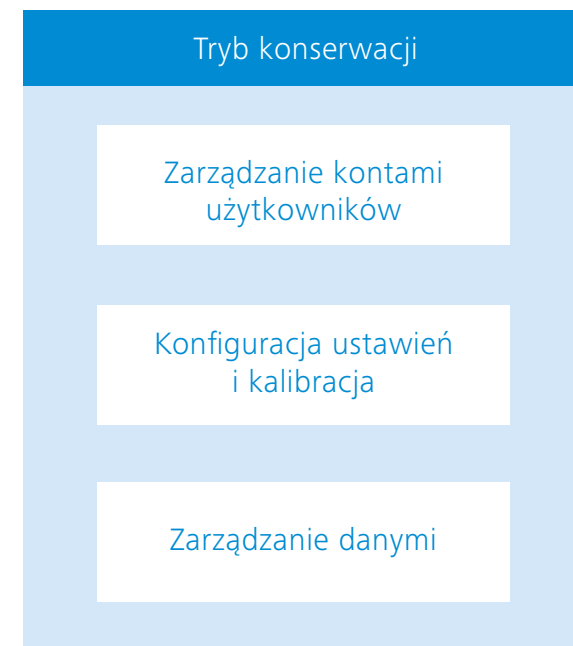 Tryb konserwacji
Zarządzanie kontami
użytkowników
Konfiguracja ustawień
i kalibracja
Zarządzanie danymi